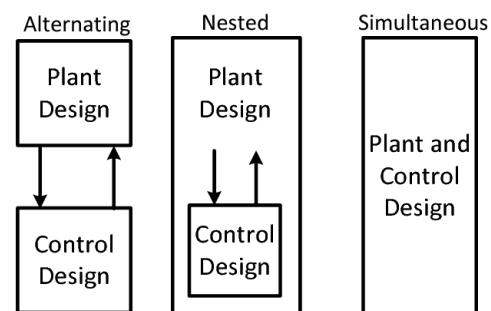 Alternating
Nested
Simultaneous
Plant
Design
Control
Design
Plant
Design
Control
Design
Plant and
Control
Design